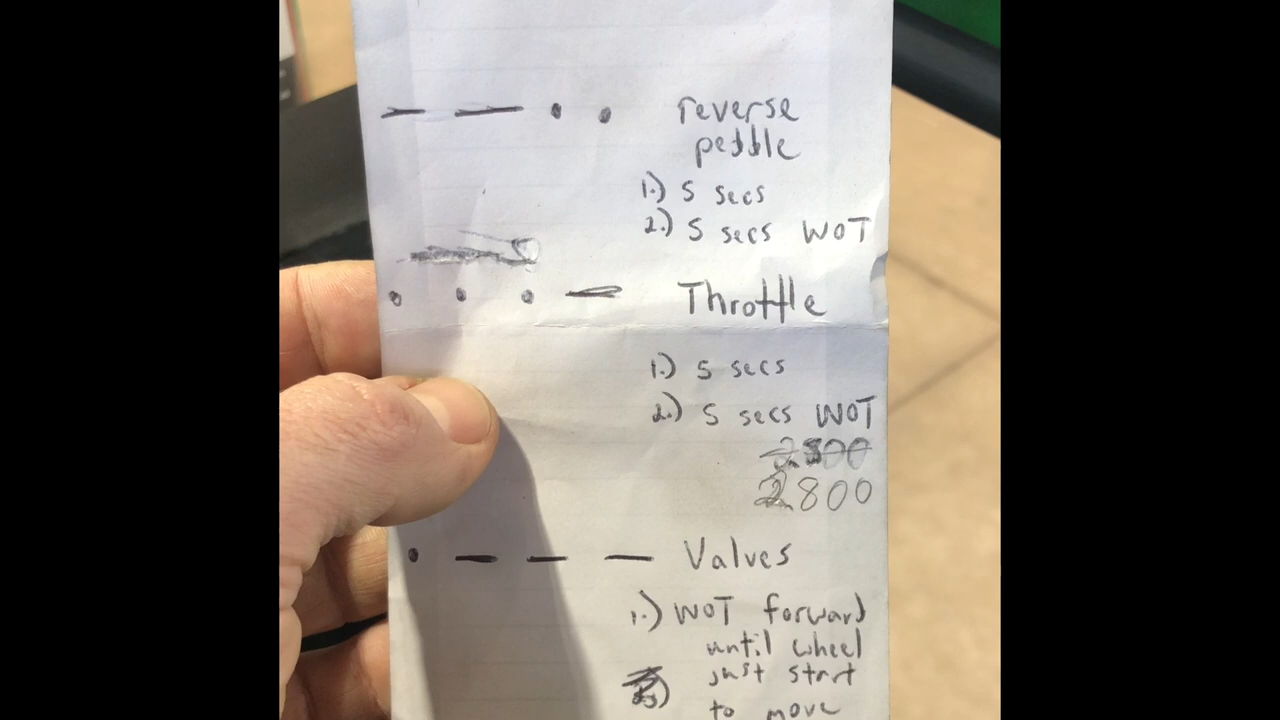 — — • • reverse
peddle
1.) 5 secs
2.) 5 secs WOT
• • • — Throttle
1.) 5 secs
2.) 5 secs WOT
2800
• — — — Valves
1.) WOT forward
until wheel
just start
to move